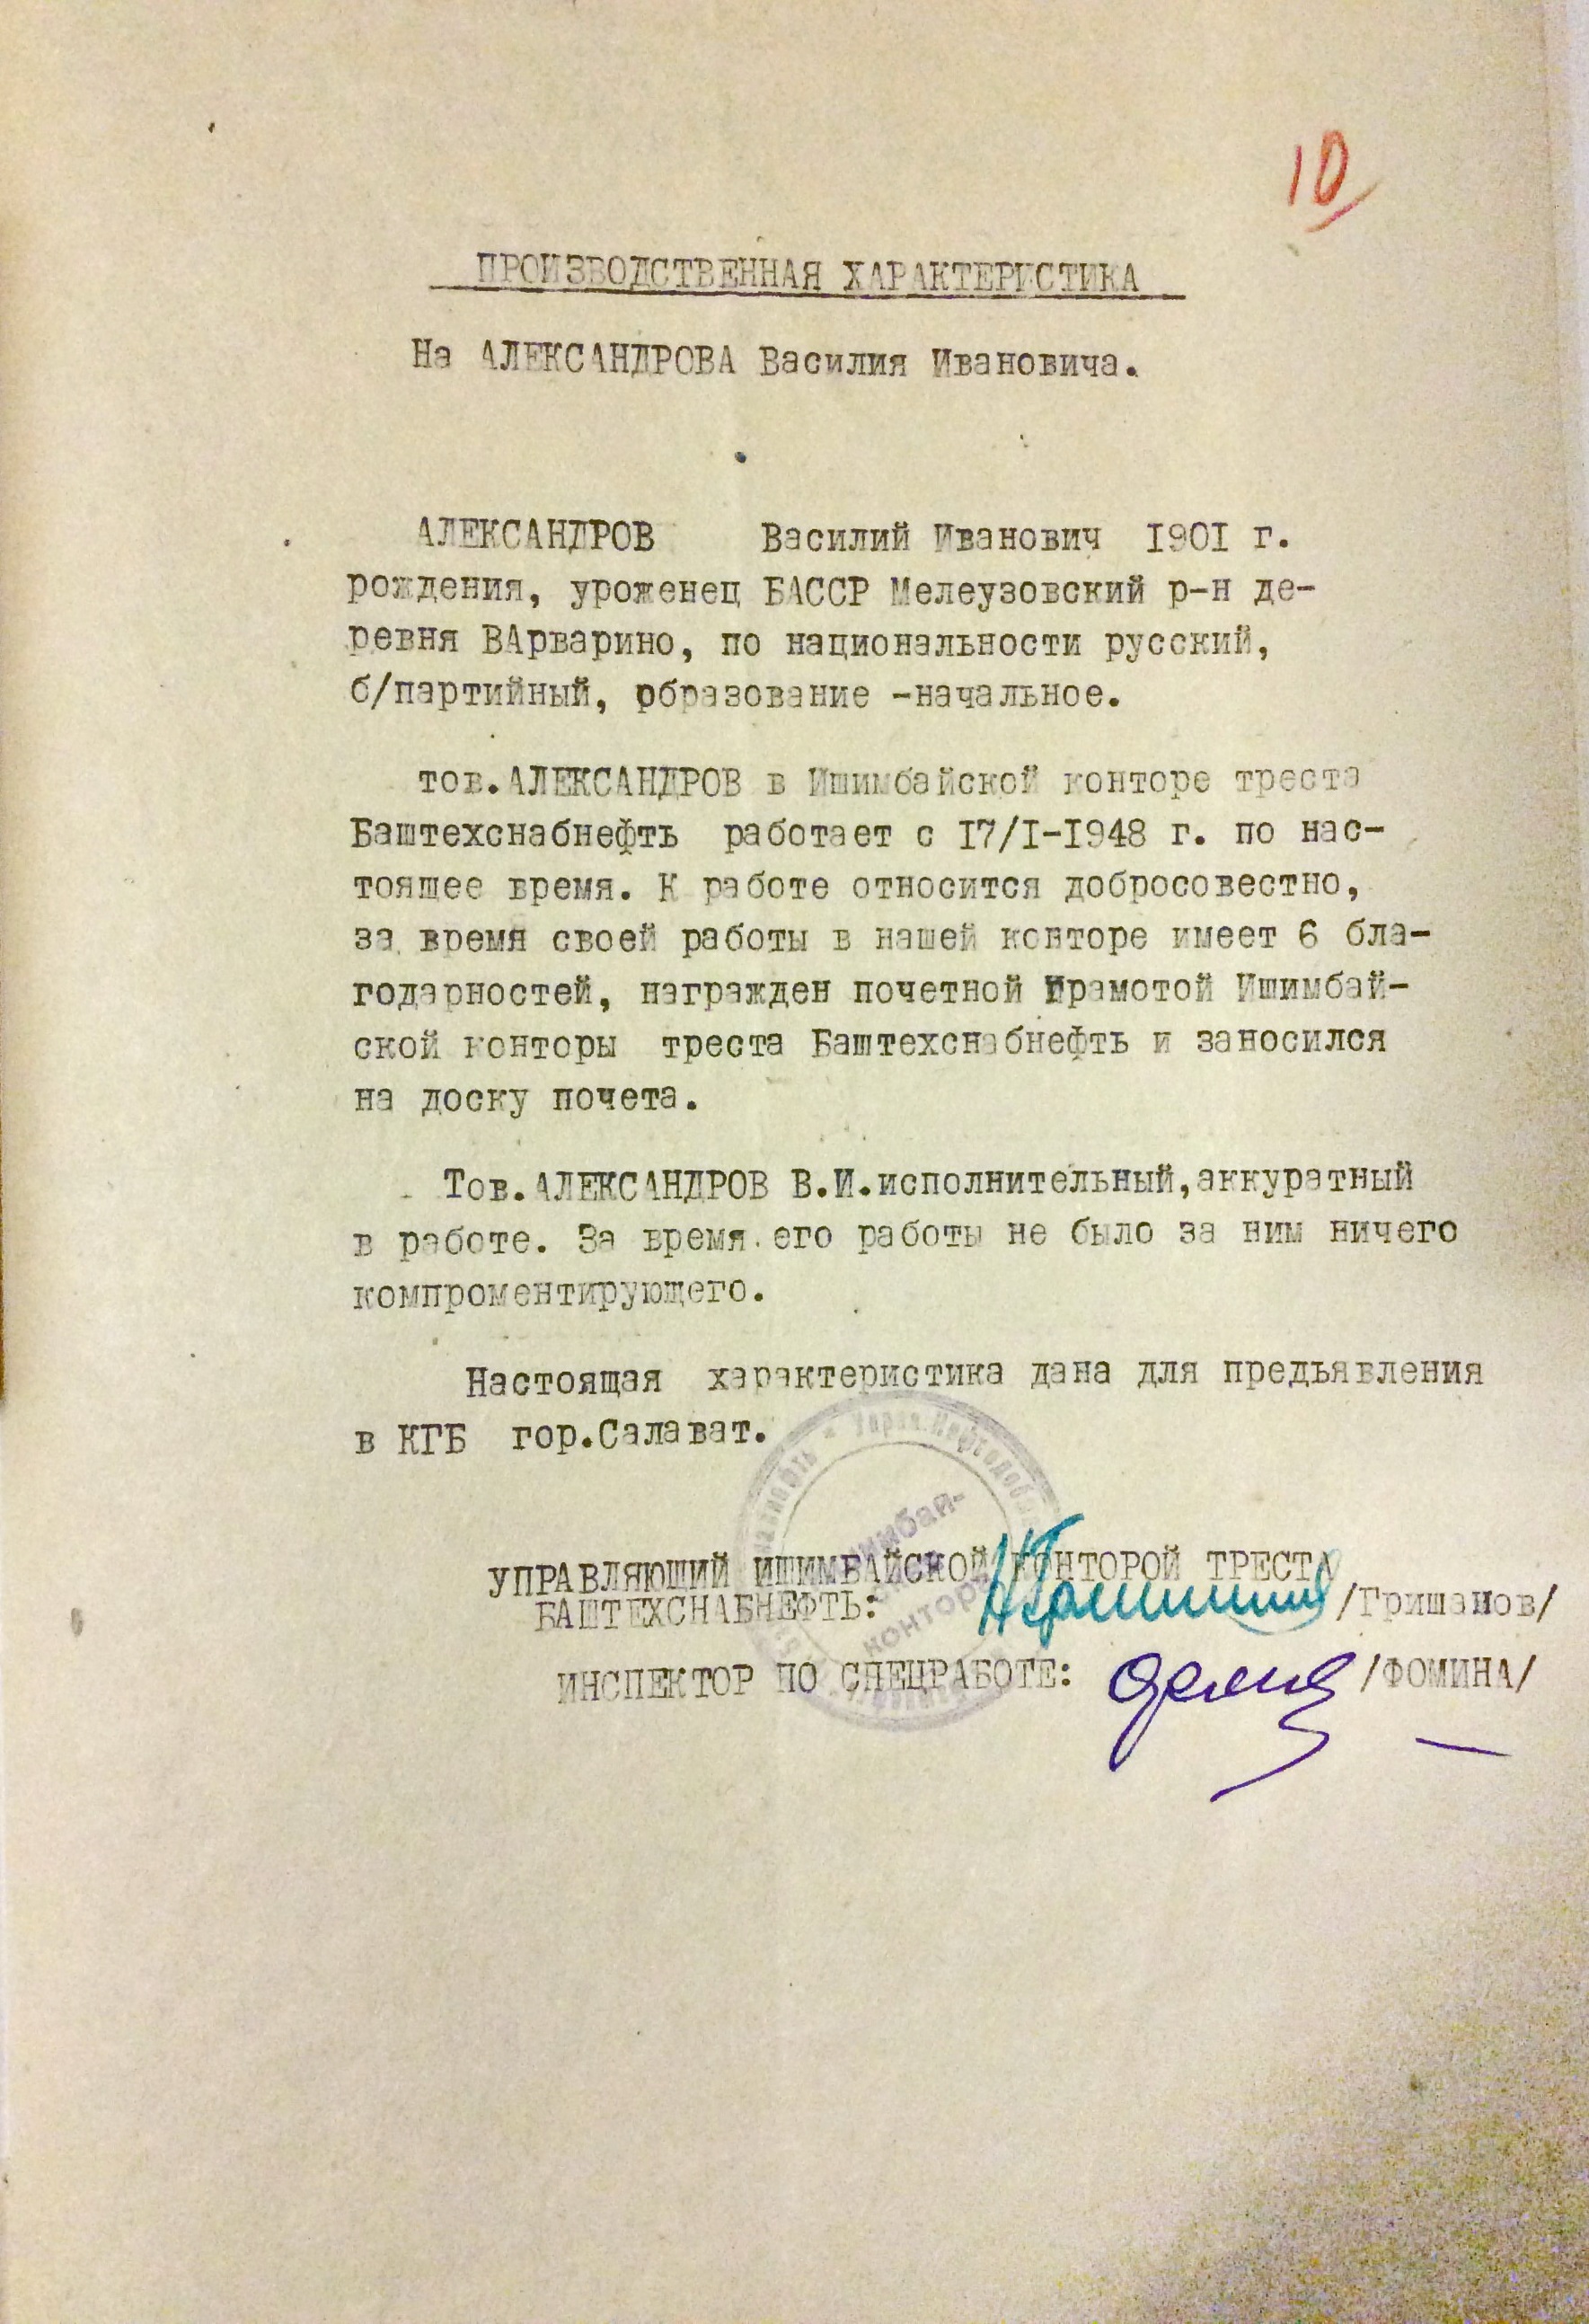 10
ПРОИЗВОДСТВЕННАЯ ХАРАКТЕРИСТИКА
На АЛЕКСАНДРОВА Василия Ивановича.
АЛЕКСАНДРОВ Василий Иванович 1901 г.
рождения, уроженец БАССР Мелеузовский р-н де-
ревня ВАрварино, по национальности русский,
б/партийный, образование -начальное.
тов.АЛЕКСАНДРОВ в Ишимбайской конторе треста
Баштехснабнефть работает с 17/I-1948 г. по нас-
тоящее время. К работе относится добросовестно,
за время своей работы в нашей конторе имеет 6 бла-
годарностей, награжден почетной грамотой Ишимбай-
ской конторы треста Баштехснабнефть и заносился
на доску почета.
Тов.АЛЕКСАНДРОВ В.И.исполнительный,аккуратный
в работе. За время его работы не было за ним ничего
компроментирующего.
Настоящая характеристика дана для предъявления
в КГБ гор.Салават.
УПРАВЛЯЮЩИЙ ИШИМБАЙСКОЙ КОНТОРОЙ ТРЕСТА
БАШТЕХСНАБНЕФТЬ: /Гришанов/
ИНСПЕКТОР ПО СПЕЦРАБОТЕ: /ФОМИНА/